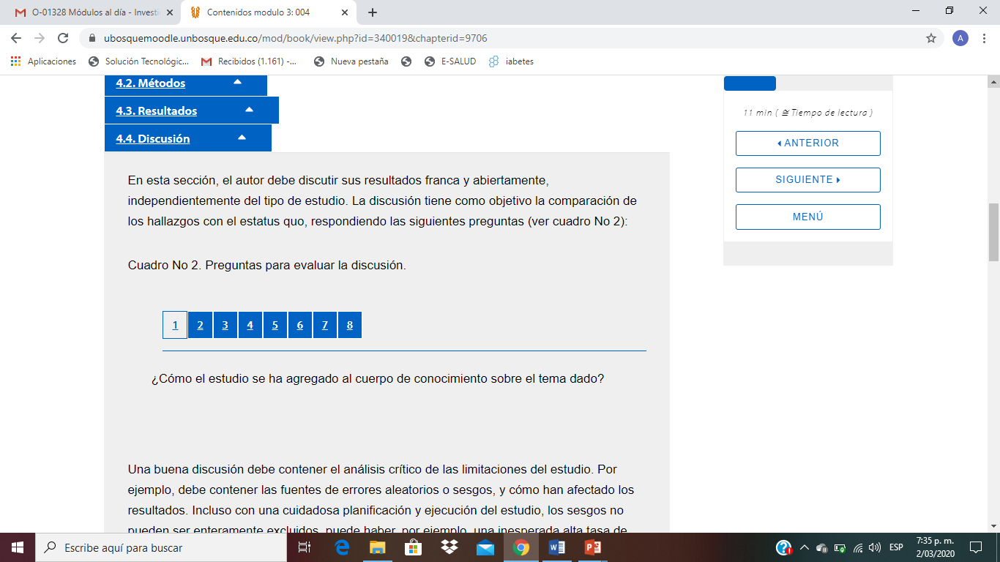 O-01328 Módulos al día - Investi
Contenidos modulo 3: 004
ubosquemoodle.unbosque.edu.co/mod/book/view.php?id=340019&chapterid=9706
A
Aplicaciones
Solución Tecnológic...
Recibidos (1.161) -...
Nueva pestaña
E-SALUD
iabetes
4.2. Métodos
4.3. Resultados
4.4. Discusión
En esta sección, el autor debe discutir sus resultados franca y abiertamente,
independientemente del tipo de estudio. La discusión tiene como objetivo la comparación de
los hallazgos con el estatus quo, respondiendo las siguientes preguntas (ver cuadro No 2):
Cuadro No 2. Preguntas para evaluar la discusión.
1 2 3 4 5 6 7 8
¿Cómo el estudio se ha agregado al cuerpo de conocimiento sobre el tema dado?
Una buena discusión debe contener el análisis crítico de las limitaciones del estudio. Por
ejemplo, debe contener las fuentes de errores aleatorios o sesgos, y cómo han afectado los
resultados. Incluso con una cuidadosa planificación y ejecución del estudio, los sesgos no
pueden ser enteramente excluidos, puede haber, por ejemplo, una inesperada alta tasa de
11 min ( ≅ Tiempo de lectura )
ANTERIOR
SIGUIENTE
MENÚ
Escribe aquí para buscar
ESP
7:35 p. m.
2/03/2020